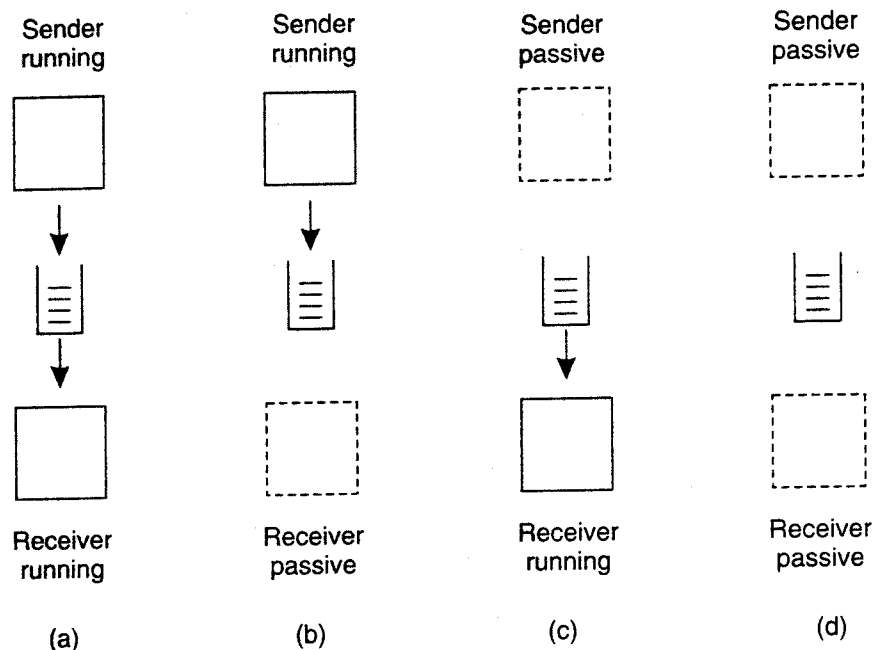 Sender
running
Sender
running
Sender
passive
Sender
passive
Receiver
running
Receiver
passive
Receiver
running
Receiver
passive
(a)
(b)
(c)
(d)